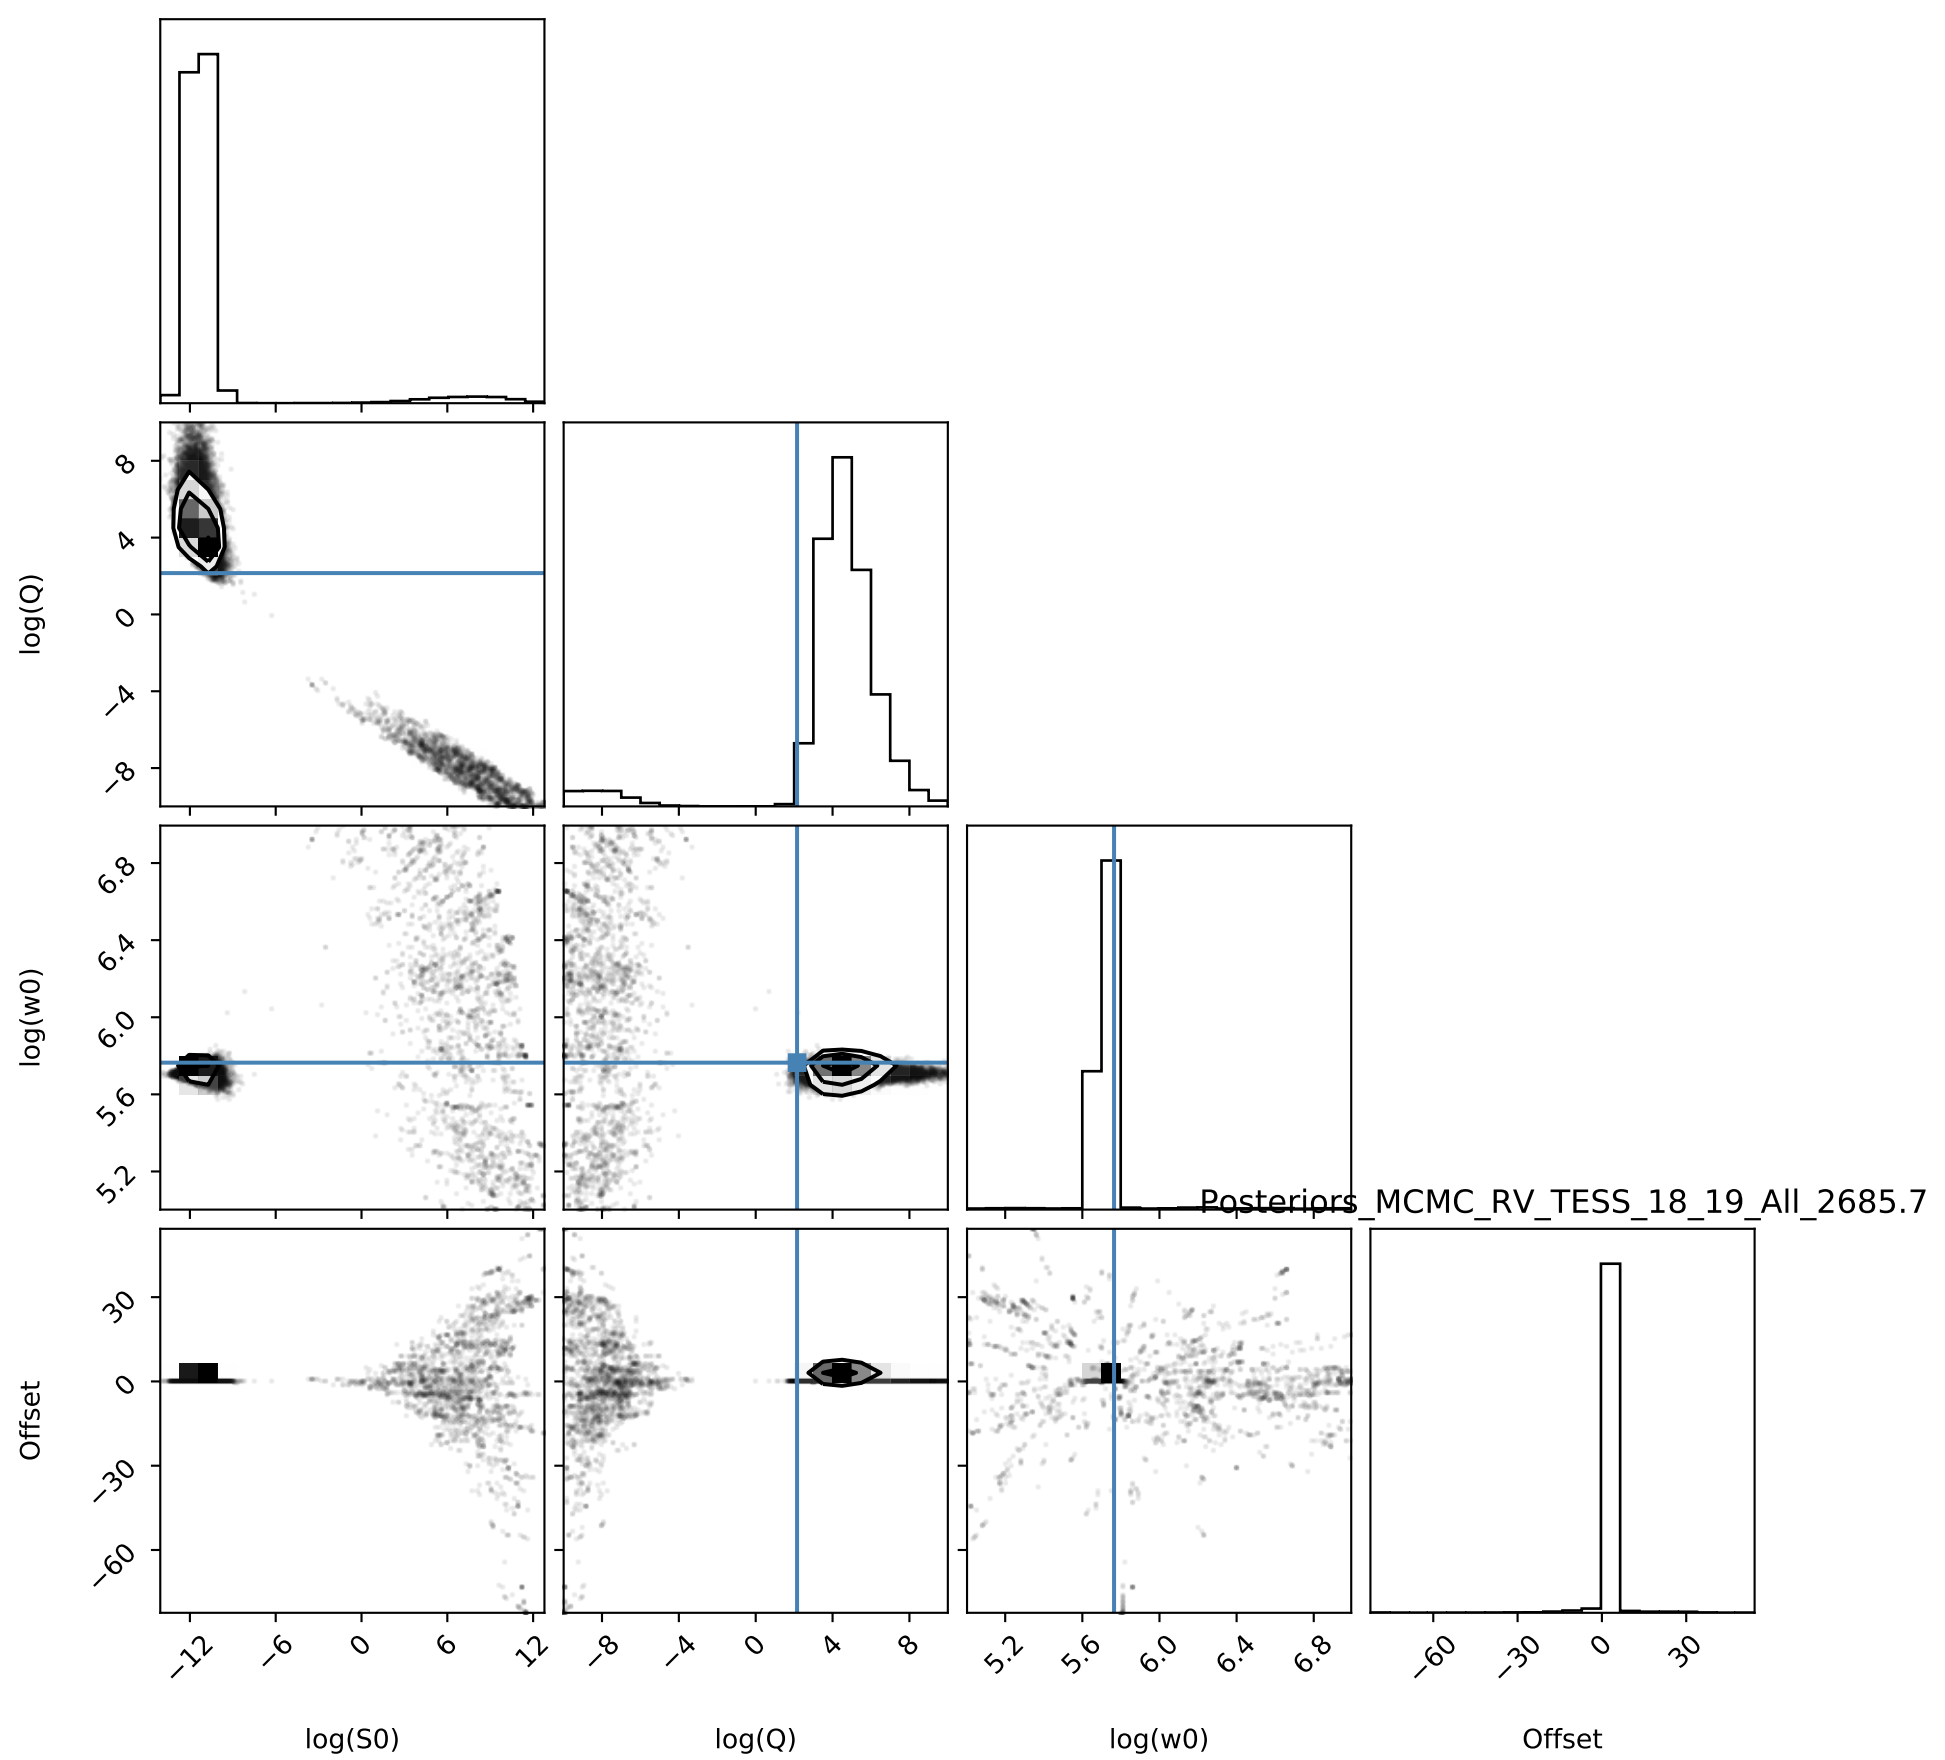 8
4
0
−4
−8
log(Q)
6.8
6.4
6.0
5.6
5.2
log(w0)
Posteriors_MCMC_RV_TESS_18_19_All_2685.7
30
0
−30
−60
Offset
−12 −6 0 6 12
−8 −4 0 4 8
5.2 5.6 6.0 6.4 6.8
−60 −30 0 30
log(S0) log(Q) log(w0) Offset